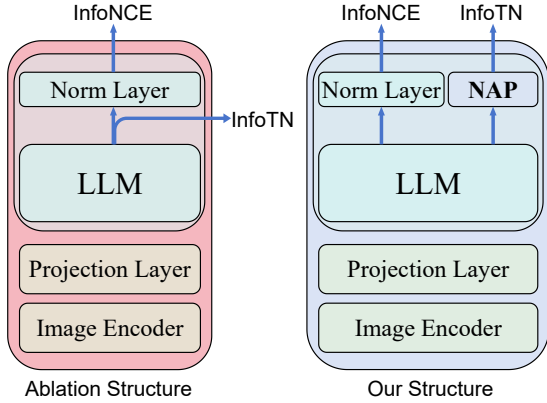 InfoNCE
Norm Layer
InfoTN
LLM
Projection Layer
Image Encoder
Ablation Structure
InfoNCE
InfoTN
Norm Layer
NAP
LLM
Projection Layer
Image Encoder
Our Structure